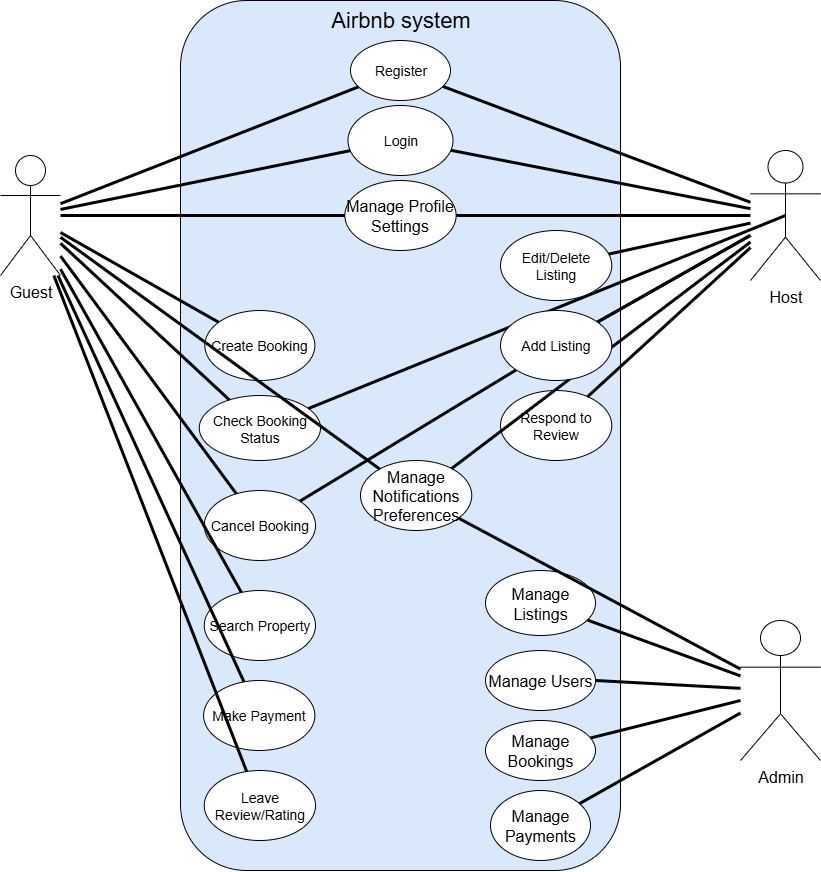 Airbnb system
Register
Login
Manage Profile
Settings
Edit/Delete
Listing
Guest
Host
Create Booking
Add Listing
Check Booking
Status
Respond to
Review
Manage
Notifications
Preferences
Cancel Booking
Manage
Listings
Search Property
Manage Users
Make Payment
Manage
Bookings
Admin
Leave
Review/Rating
Manage
Payments